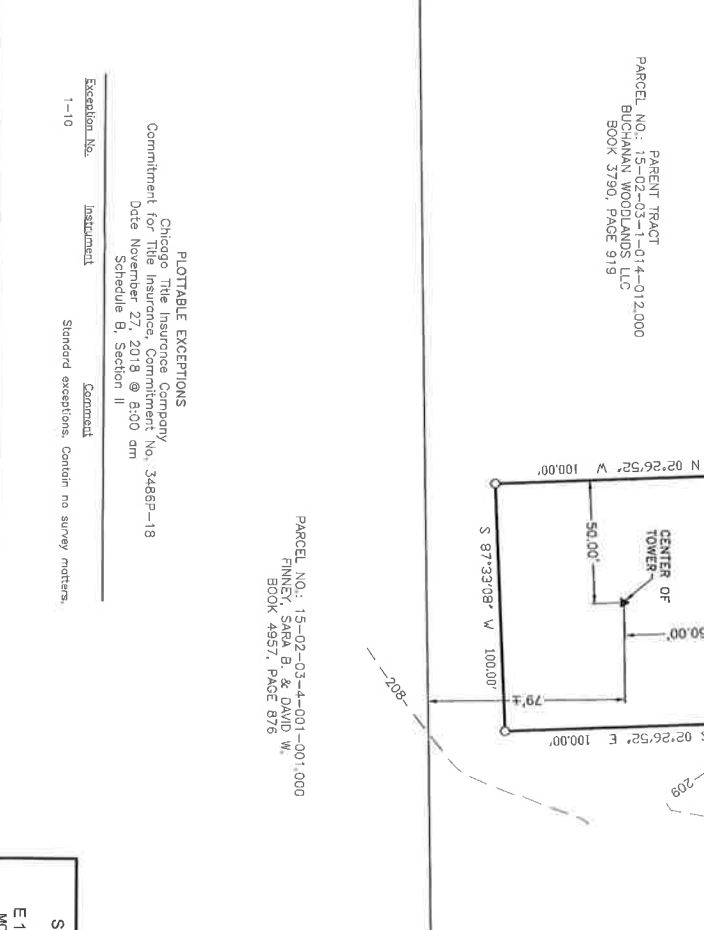 PARENT TRACT
PARCEL NO.: 15-02-03-1-014-012.000
BUCHANAN WOODLANDS LLC
BOOK 3790, PAGE 919
N 02°26'52" W 100.00'
CENTER OF
TOWER
50.00'
50.00'
S 87°33'08" W 100.00'
79'±
S 02°26'52" E 100.00'
209
208
PARCEL NO.: 15-02-03-4-001-001.000
FINNEY, SARA B. & DAVID W.
BOOK 4957, PAGE 876
PLOTTABLE EXCEPTIONS
Chicago Title Insurance Company
Commitment for Title Insurance, Commitment No. 3486P-18
Date November 27, 2018 @ 8:00 am
Schedule B, Section II
Exception No. Instrument Comment
1-10 Standard exceptions. Contain no survey matters.
S
E 1